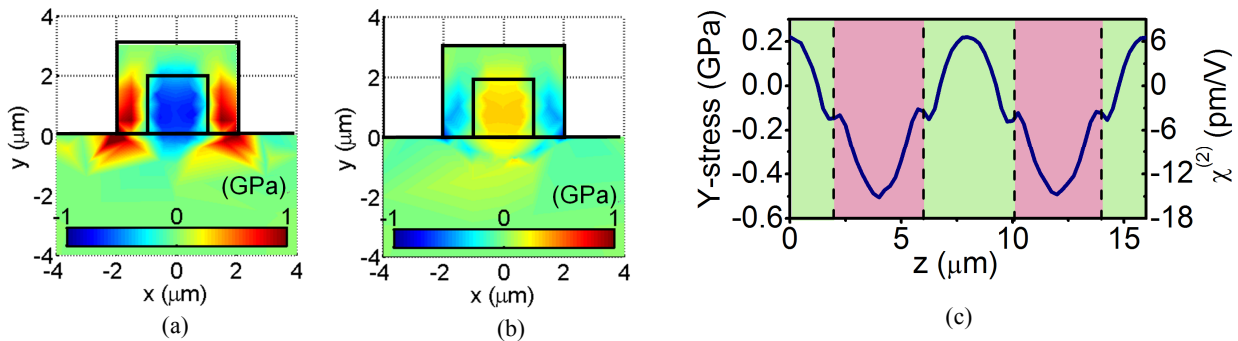 4
2
0
-2
-4
y (µm)
(GPa)
-1 0 1
-4 -2 0 2 4
x (µm)
(a)
4
2
0
-2
-4
y (µm)
(GPa)
-1 0 1
-4 -2 0 2 4
x (µm)
(b)
Y-stress (GPa)
0.2
0.0
-0.2
-0.4
-0.6
6
0
-6
-12
-18
χ(2) (pm/V)
0 5 10 15
z (µm)
(c)